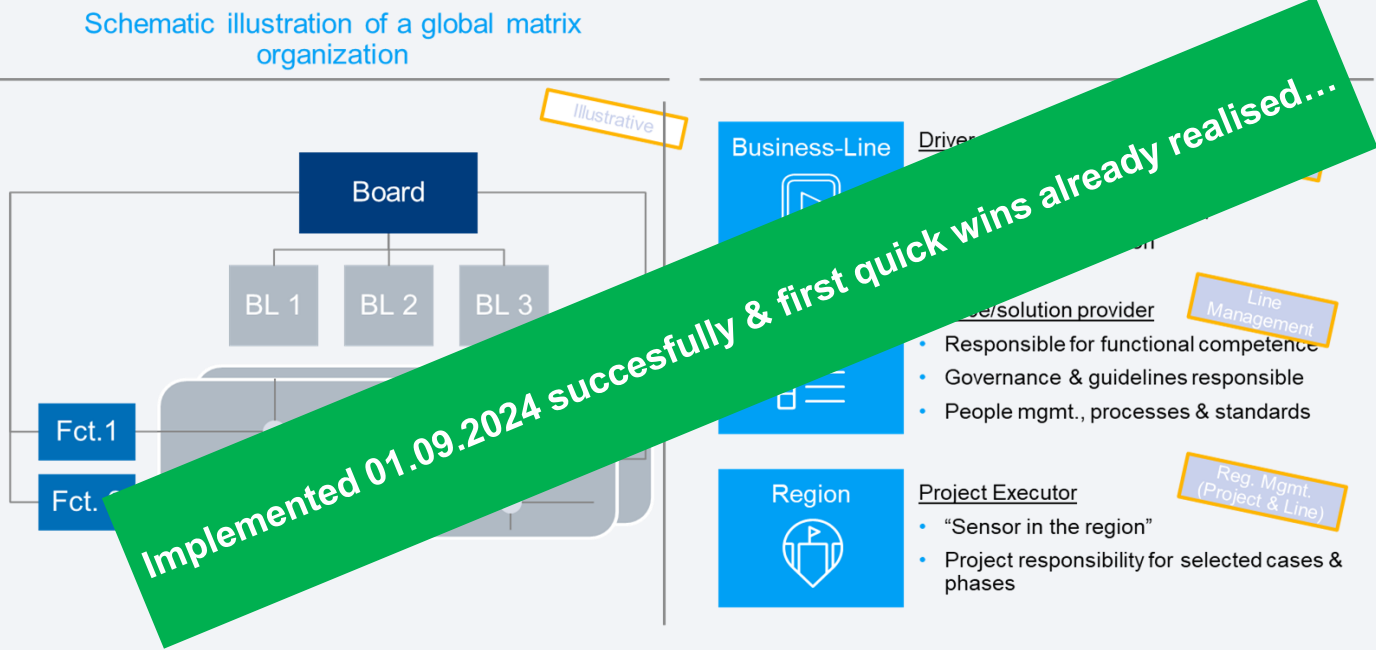 Schematic illustration of a global matrix
organization
Illustrative
Board
BL 1
BL 2
BL 3
Fct.1
Fct.
Implemented 01.09.2024 succesfully & first quick wins already realised...
Business-Line
Driver
/solution provider
Line
Management
• Responsible for functional competence
• Governance & guidelines responsible
• People mgmt., processes & standards
Region
Project Executor
Reg. Mgmt.
(Project & Line)
• “Sensor in the region”
• Project responsibility for selected cases &
phases